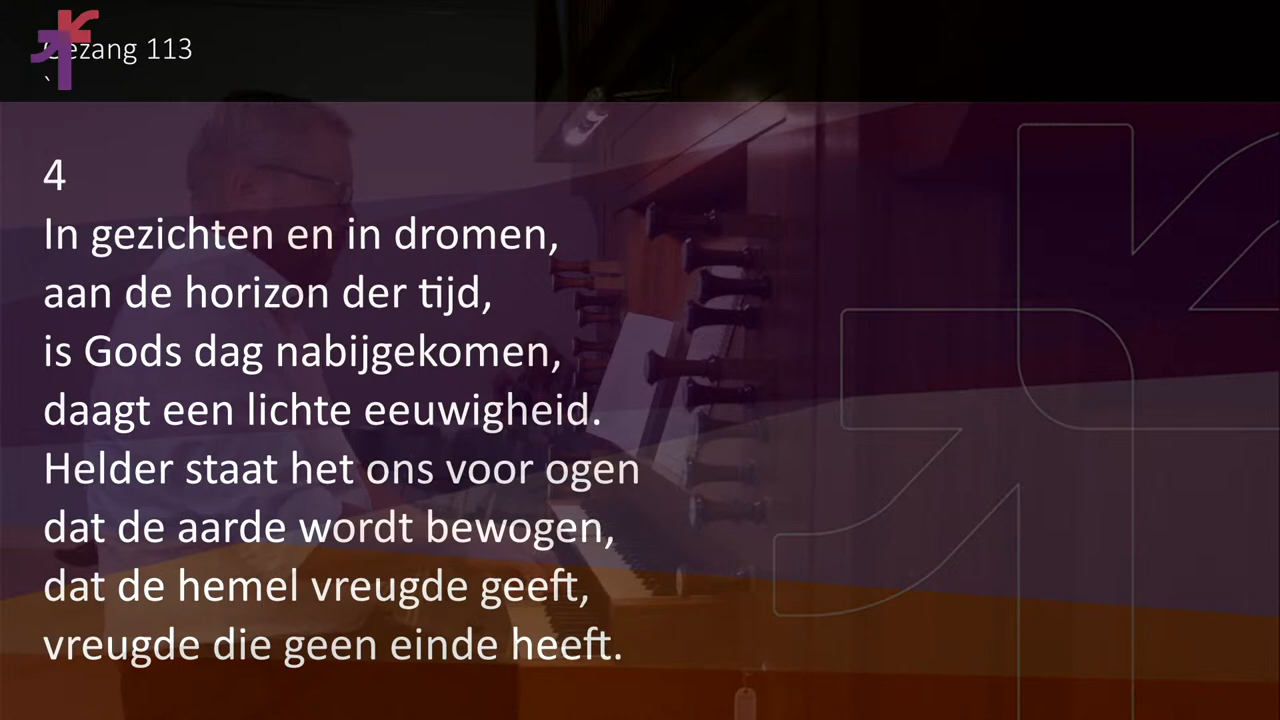 Gezang 113
`
4
In gezichten en in dromen,
aan de horizon der tijd,
is Gods dag nabijgekomen,
daagt een lichte eeuwigheid.
Helder staat het ons voor ogen
dat de aarde wordt bewogen,
dat de hemel vreugde geeft,
vreugde die geen einde heeft.